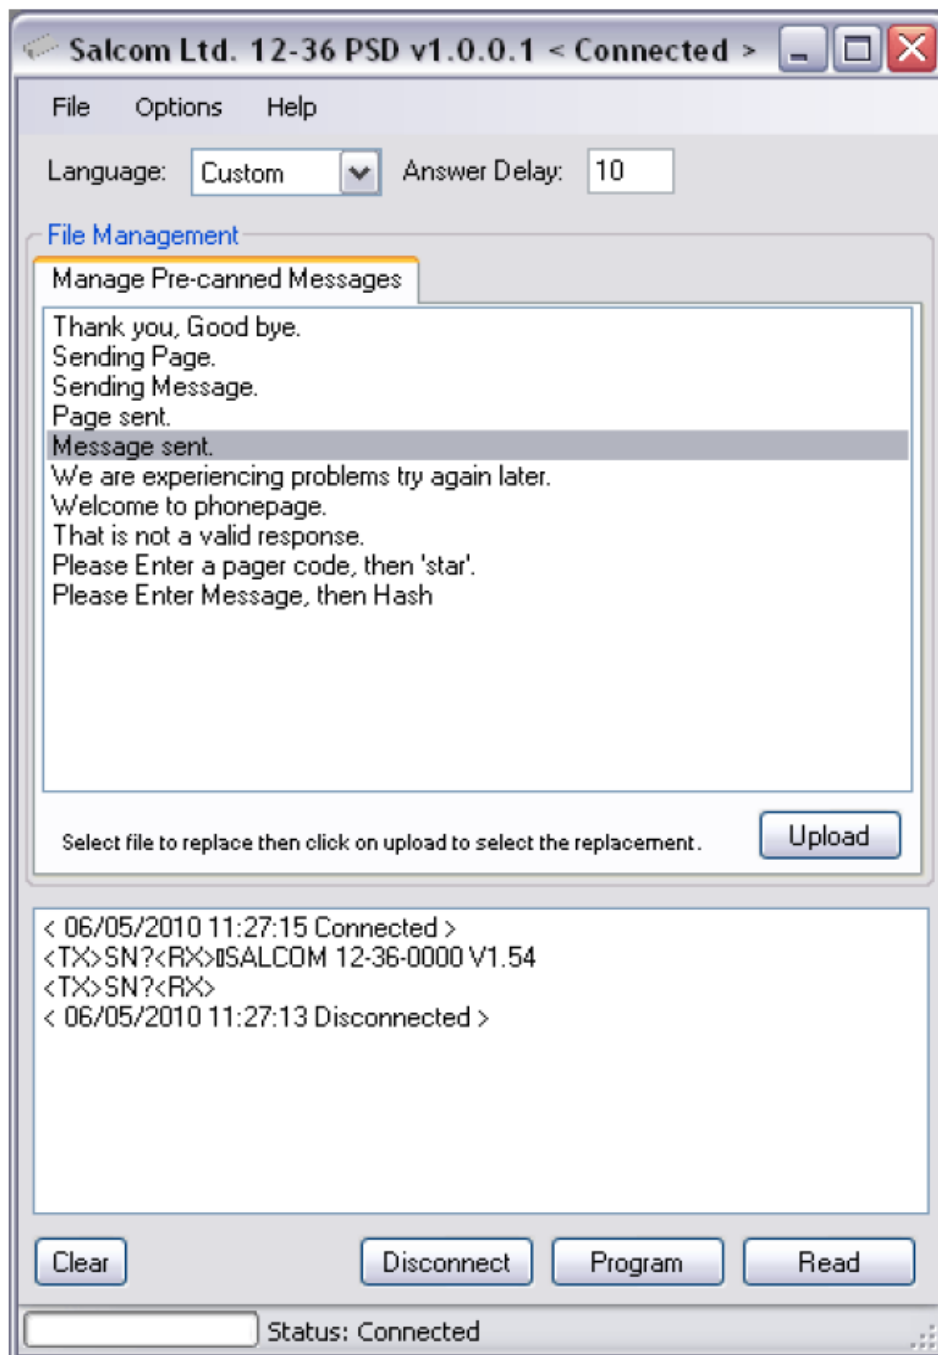 Salcom Ltd. 12-36 PSD v1.0.0.1 < Connected >
File Options Help
Language: Custom Answer Delay: 10
File Management
Manage Pre-canned Messages
Thank you, Good bye.
Sending Page.
Sending Message.
Page sent.
Message sent.
We are experiencing problems try again later.
Welcome to phonepage.
That is not a valid response.
Please Enter a pager code, then 'star'.
Please Enter Message, then Hash
Select file to replace then click on upload to select the replacement. Upload
< 06/05/2010 11:27:15 Connected >
<TX>SN?<RX>▯SALCOM 12-36-0000 V1.54
<TX>SN?<RX>
< 06/05/2010 11:27:13 Disconnected >
Clear Disconnect Program Read
Status: Connected